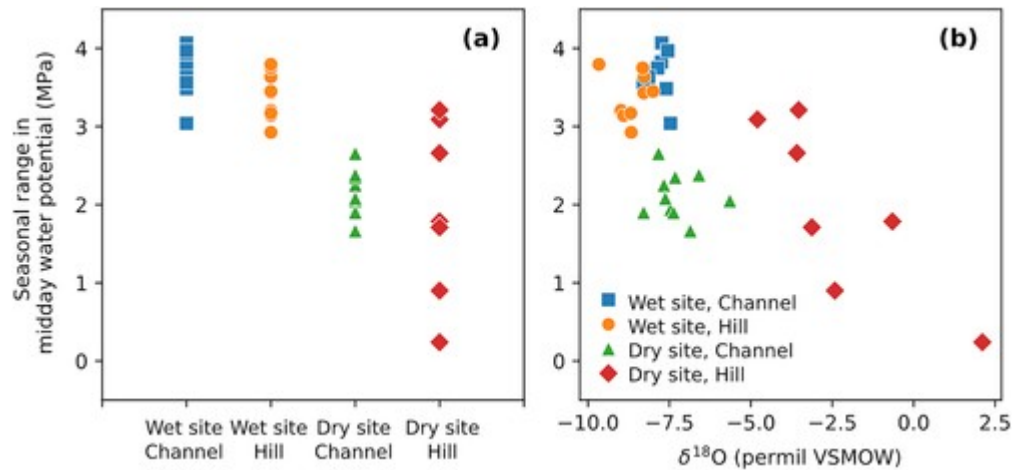 Seasonal range in
midday water potential (MPa)
4
3
2
1
0
(a)
Wet site
Channel
Wet site
Hill
Dry site
Channel
Dry site
Hill
4
3
2
1
0
(b)
Wet site, Channel
Wet site, Hill
Dry site, Channel
Dry site, Hill
−10.0 −7.5 −5.0 −2.5 0.0 2.5
δ¹⁸O (permil VSMOW)